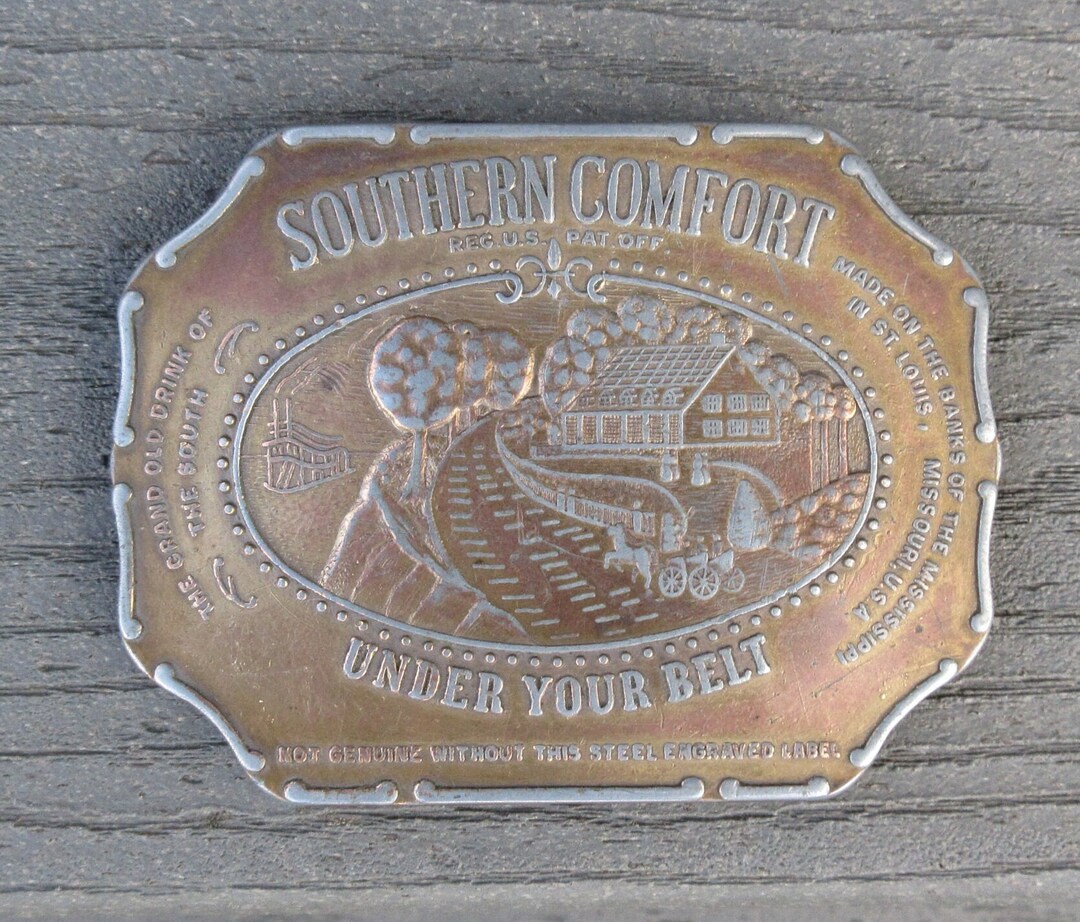 SOUTHERN COMFORT
REG. U.S. PAT. OFF.
THE GRAND OLD DRINK OF
THE SOUTH
MADE ON THE BANKS OF THE MISSISSIPPI
IN ST. LOUIS, MISSOURI, U.S.A.
UNDER YOUR BELT
NOT GENUINE WITHOUT THIS STEEL ENGRAVED LABEL